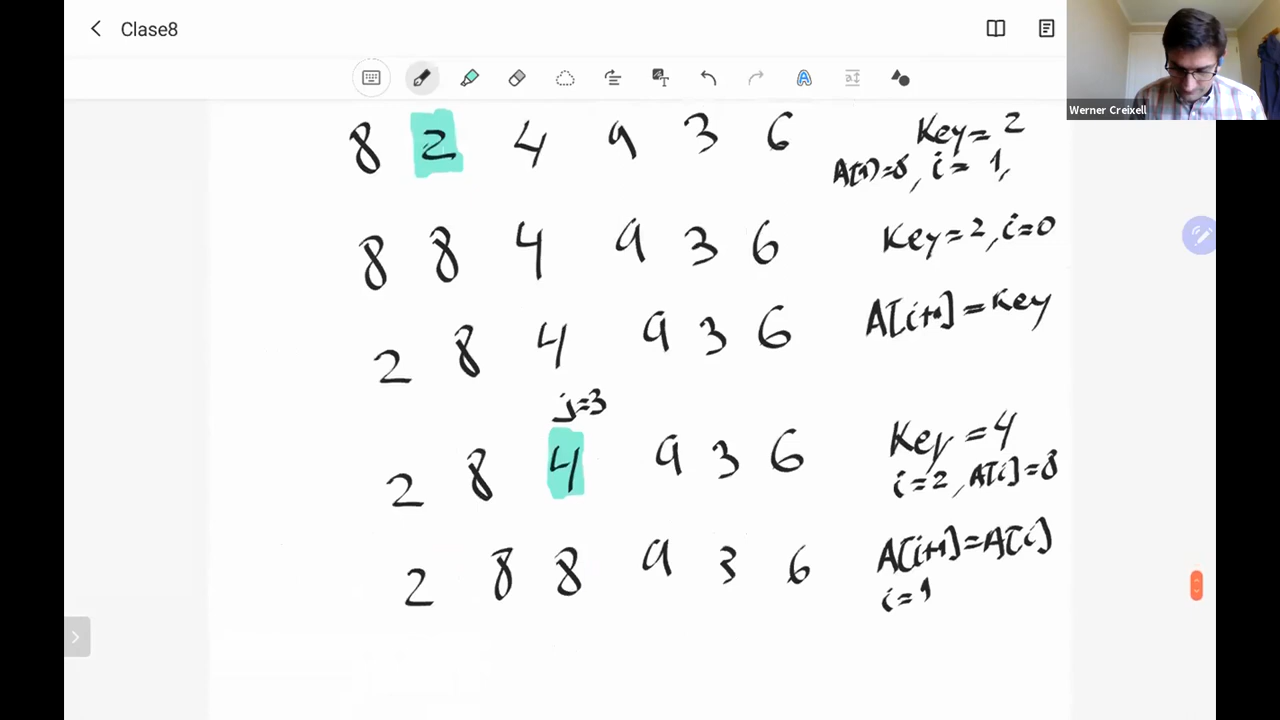 Clase8
Werner Creixell
8 2 4 9 3 6 Key = 2
A[1]=8, i = 1,
8 8 4 9 3 6 Key=2, i=0
2 8 4 9 3 6 A[i+1] = Key
j=3
2 8 4 9 3 6 Key = 4
i=2, A[i]=8
2 8 8 9 3 6 A[i+1]=A[i]
i=1